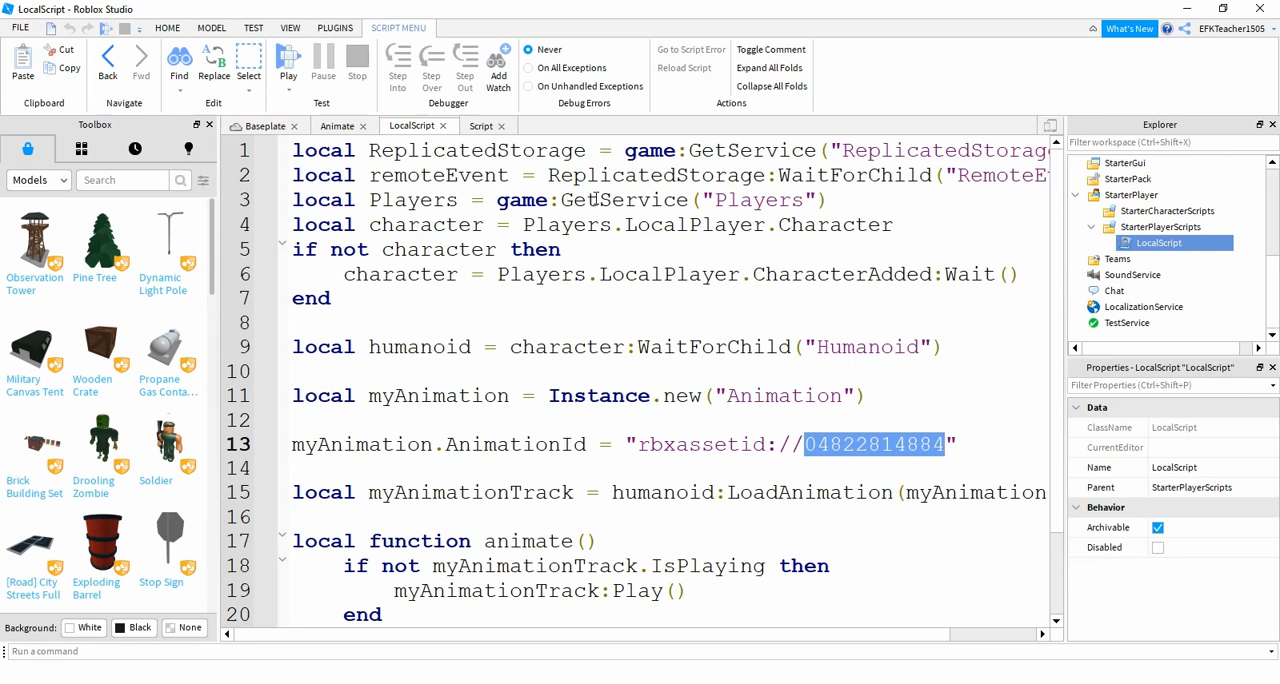 LocalScript - Roblox Studio
FILE HOME MODEL TEST VIEW PLUGINS SCRIPT MENU What's New EFKTeacher1505
Paste Cut Copy
Clipboard
Back Fwd
Navigate
Find Replace Select
Edit
Play Pause Stop
Test
Step Into Step Over Step Out Add Watch
Debugger
Never
On All Exceptions
On Unhandled Exceptions
Debug Errors
Go to Script Error
Reload Script
Toggle Comment
Expand All Folds
Collapse All Folds
Actions
Toolbox
Models Search
Observation Tower
Pine Tree
Dynamic Light Pole
Military Canvas Tent
Wooden Crate
Propane Gas Conta...
Brick Building Set
Drooling Zombie
Soldier
[Road] City Streets Full
Exploding Barrel
Stop Sign
Background: White Black None
Run a command
Baseplate Animate LocalScript Script
1 local ReplicatedStorage = game:GetService("ReplicatedStorag
2 local remoteEvent = ReplicatedStorage:WaitForChild("RemoteE
3 local Players = game:GetService("Players")
4 local character = Players.LocalPlayer.Character
5 if not character then
6 character = Players.LocalPlayer.CharacterAdded:Wait()
7 end
8
9 local humanoid = character:WaitForChild("Humanoid")
10
11 local myAnimation = Instance.new("Animation")
12
13 myAnimation.AnimationId = "rbxassetid://04822814884"
14
15 local myAnimationTrack = humanoid:LoadAnimation(myAnimation
16
17 local function animate()
18 if not myAnimationTrack.IsPlaying then
19 myAnimationTrack:Play()
20 end
Explorer
Filter workspace (Ctrl+Shift+X)
StarterGui
StarterPack
StarterPlayer
StarterCharacterScripts
StarterPlayerScripts
LocalScript
Teams
SoundService
Chat
LocalizationService
TestService
Properties - LocalScript "LocalScript"
Filter Properties (Ctrl+Shift+P)
Data
ClassName LocalScript
CurrentEditor
Name LocalScript
Parent StarterPlayerScripts
Behavior
Archivable
Disabled